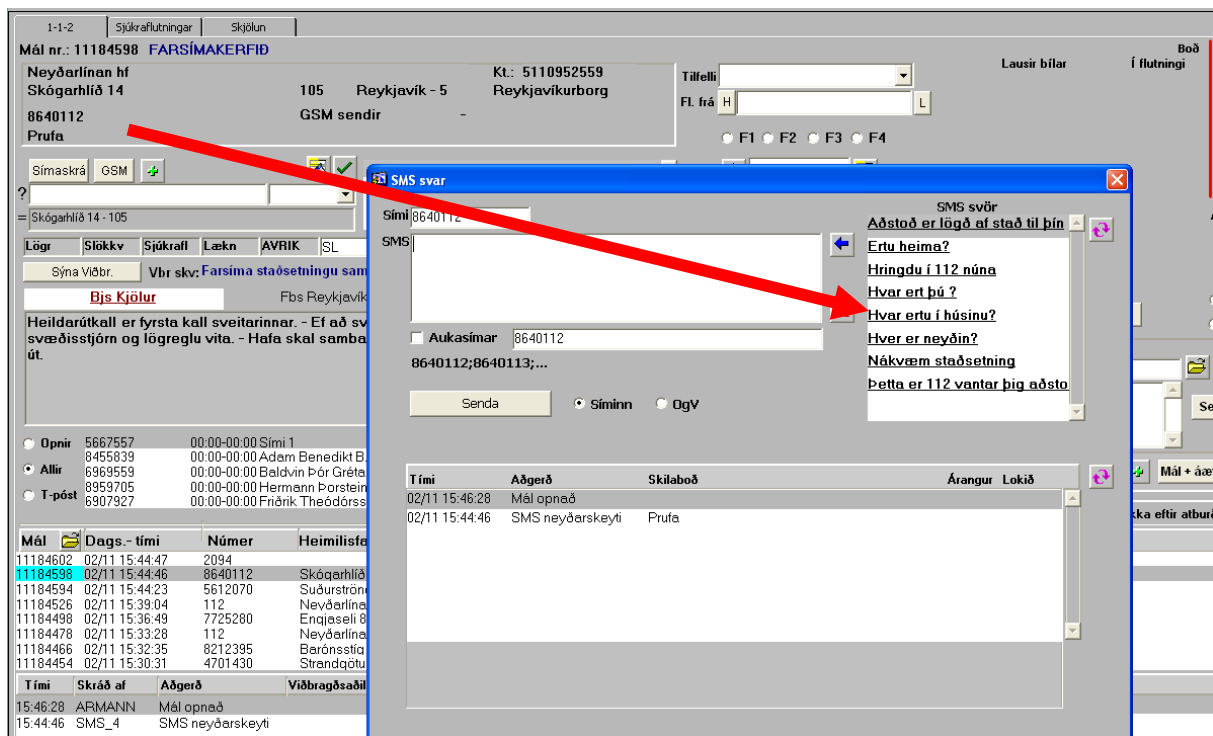 1-1-2 Sjúkraflutningar Skjölun
Mál nr.: 11184598 FARSÍMAKERFIÐ
Boð
Lausir bílar Í flutningi
Neyðarlínan hf Kt.: 5110952559
Skógarhlíð 14 105 Reykjavík - 5 Reykjavíkurborg
8640112 GSM sendir -
Prufa
Tilfelli
Fl. frá H L
F1 F2 F3 F4
Símaskrá GSM
?
= Skógarhlíð 14 - 105
Lögr Slökkv Sjúkrafl Lækn AVRIK SL
Sýna Viðbr. Vbr skv: Farsíma staðsetningu sam
Bjs Kjölur Fbs Reykjavík
Heildarútkall er fyrsta kall sveitarinnar. - Ef að sv
svæðisstjórn og lögreglu vita. - Hafa skal samba
út.
Opnir
Allir
T-póst
5667557 00:00-00:00 Sími 1
8455839 00:00-00:00 Adam Benedikt B.
6969559 00:00-00:00 Baldvin Þór Gréta
8959705 00:00-00:00 Hermann Þorstein
6907927 00:00-00:00 Friðrik Theódórss
Mál Dags.- tími Númer Heimilisfa
11184602 02/11 15:44:47 2094
11184598 02/11 15:44:46 8640112 Skógarhlíð
11184594 02/11 15:44:23 5612070 Suðurströn
11184526 02/11 15:39:04 112 Neyðarlína
11184498 02/11 15:36:49 7725280 Engjaseli 8
11184478 02/11 15:33:28 112 Neyðarlína
11184466 02/11 15:32:35 8212395 Barónsstíg
11184454 02/11 15:30:31 4701430 Strandgötu
Tími Skráð af Aðgerð Viðbragðsaðil
15:46:28 ARMANN Mál opnað
15:44:46 SMS_4 SMS neyðarskeyti
SMS svar
Sími 8640112
SMS
Aukasímar 8640112
8640112;8640113;...
Senda Síminn OgV
SMS svör
Aðstoð er lögð af stað til þín
Ertu heima?
Hringdu í 112 núna
Hvar ert þú ?
Hvar ertu í húsinu?
Hver er neyðin?
Nákvæm staðsetning
Þetta er 112 vantar þig aðsto
Tími Aðgerð Skilaboð Árangur Lokið
02/11 15:46:28 Mál opnað
02/11 15:44:46 SMS neyðarskeyti Prufa
Se
Mál + áæ
kka eftir atburð